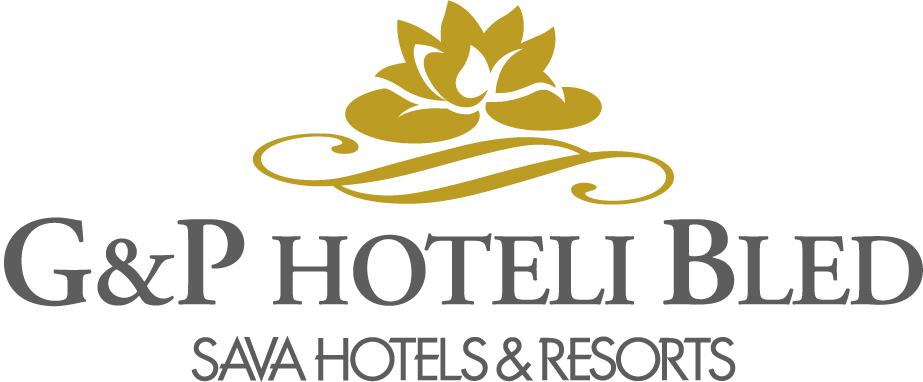 G&P HOTELI BLED
SAVA HOTELS & RESORTS